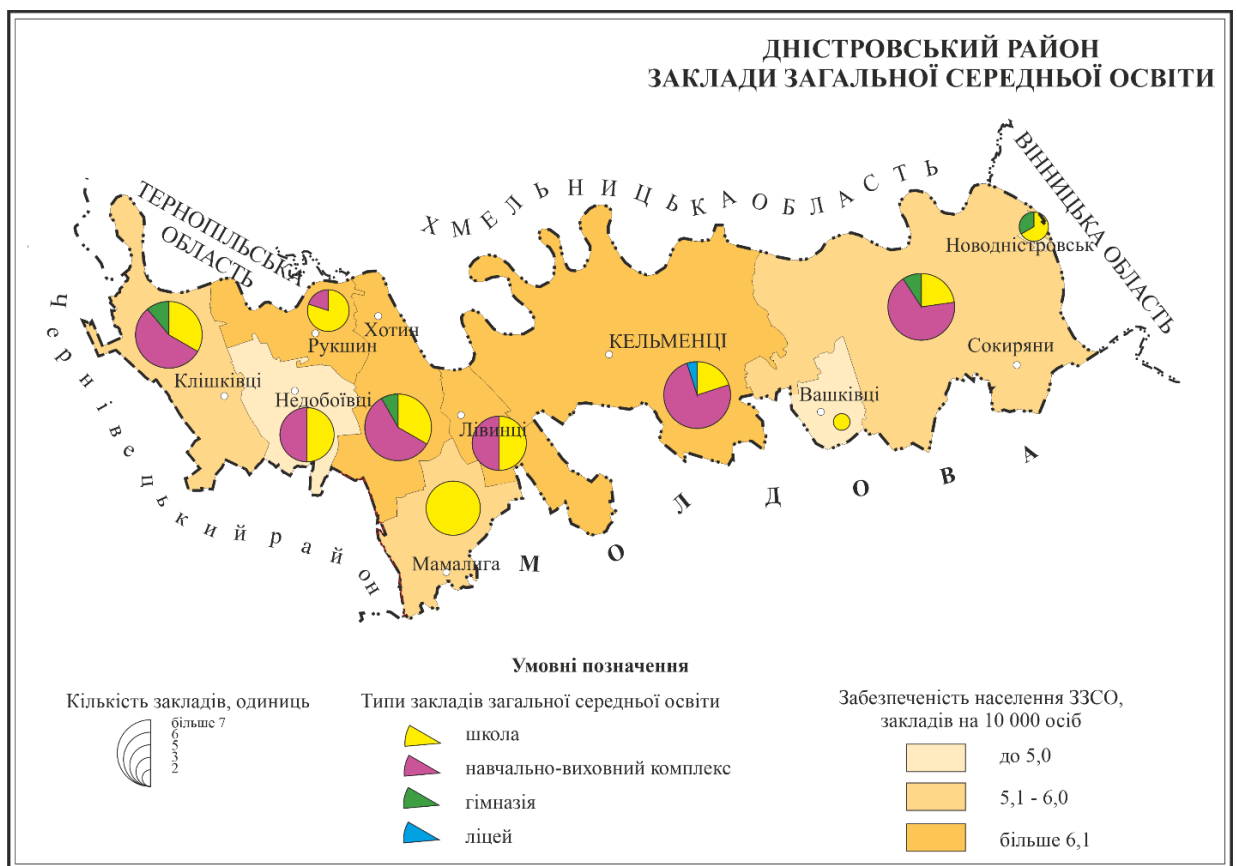 ДНІСТРОВСЬКИЙ РАЙОН
ЗАКЛАДИ ЗАГАЛЬНОЇ СЕРЕДНЬОЇ ОСВІТИ
ТЕРНОПІЛЬСЬКА
ОБЛАСТЬ
ХМЕЛЬНИЦЬКА ОБЛАСТЬ
ВІННИЦЬКА ОБЛАСТЬ
Чернівецький район
МОЛДОВА
Новодністровськ
Хотин
Рукшин
КЕЛЬМЕНЦІ
Сокиряни
Клішківці
Недобоївці
Вашківці
Лівинці
Мамалига
Умовні позначення
Кількість закладів, одиниць
більше 7
6
5
3
2
Типи закладів загальної середньої освіти
школа
навчально-виховний комплекс
гімназія
ліцей
Забезпеченість населення ЗЗСО,
закладів на 10 000 осіб
до 5,0
5,1 - 6,0
більше 6,1